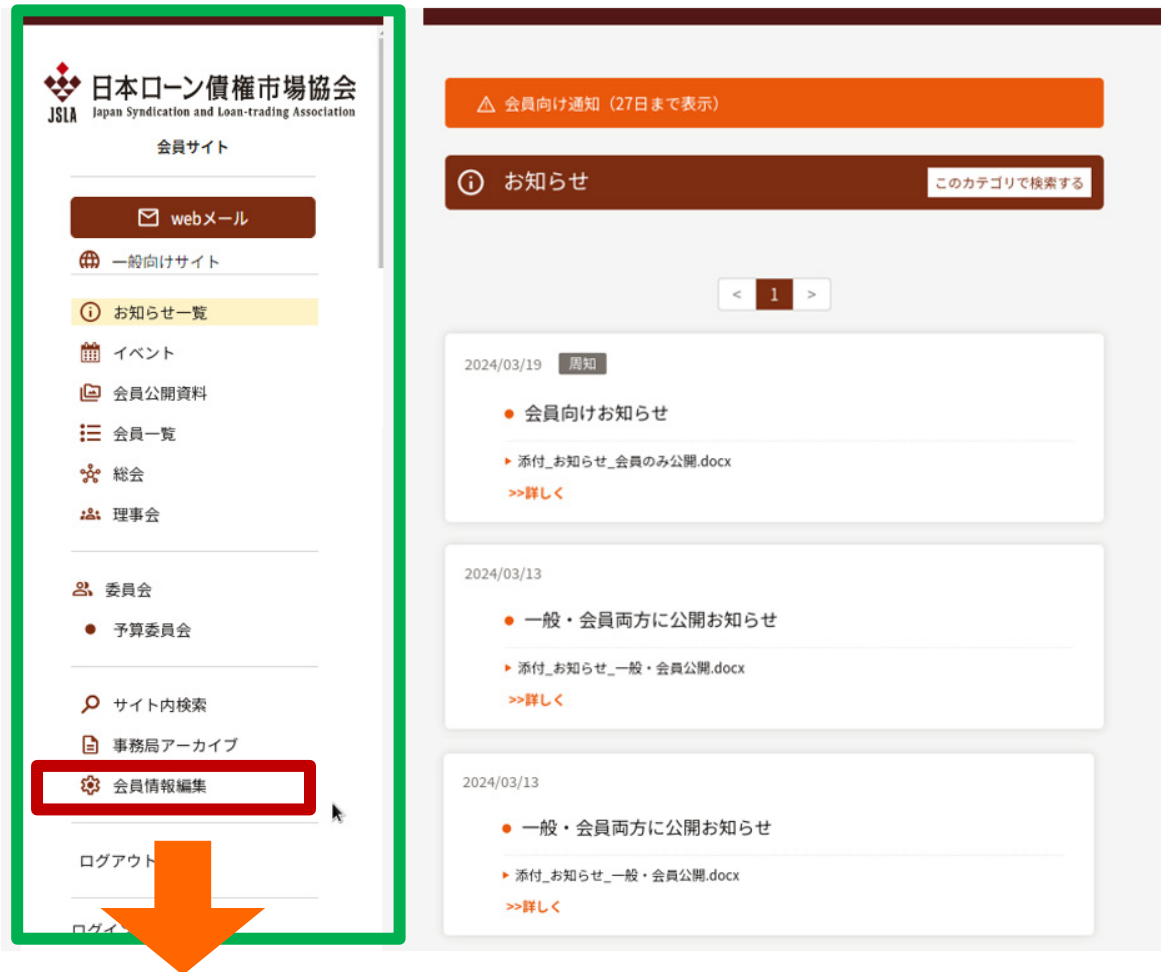 日本ローン債権市場協会
JSLA Japan Syndication and Loan-trading Association
会員サイト
webメール
一般向けサイト
お知らせ一覧
イベント
会員公開資料
会員一覧
総会
理事会
委員会
予算委員会
サイト内検索
事務局アーカイブ
会員情報編集
ログアウト
会員向け通知（27日まで表示）
お知らせ
このカテゴリで検索する
< 1 >
2024/03/19 周知
会員向けお知らせ
添付_お知らせ_会員のみ公開.docx
>>詳しく
2024/03/13
一般・会員両方に公開お知らせ
添付_お知らせ_一般・会員公開.docx
>>詳しく
2024/03/13
一般・会員両方に公開お知らせ
添付_お知らせ_一般・会員公開.docx
>>詳しく